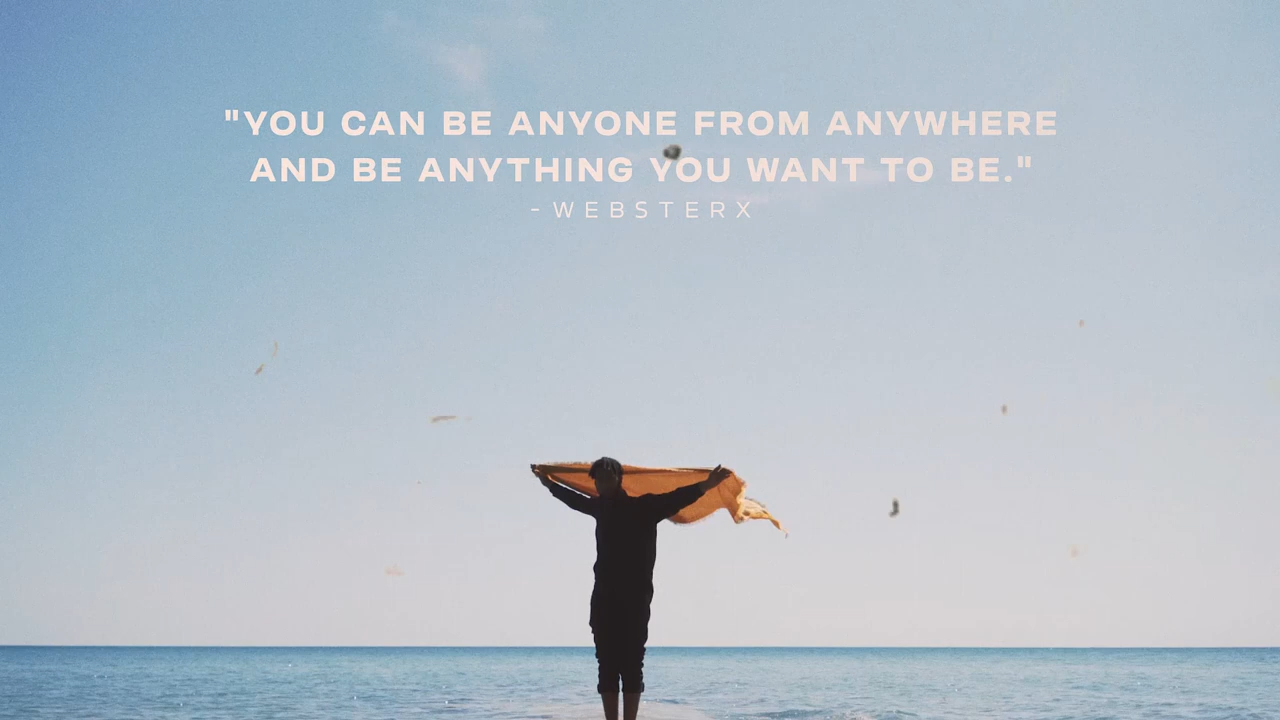 "YOU CAN BE ANYONE FROM ANYWHERE
AND BE ANYTHING YOU WANT TO BE."
- WEBSTERX